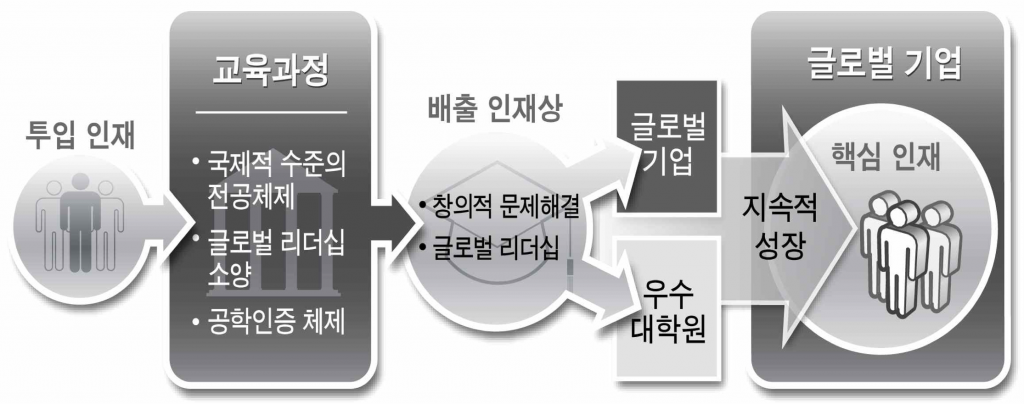 투입 인재
교육과정
• 국제적 수준의
전공체제
• 글로벌 리더십
소양
• 공학인증 체제
배출 인재상
• 창의적 문제해결
• 글로벌 리더십
글로벌
기업
우수
대학원
지속적
성장
글로벌 기업
핵심 인재